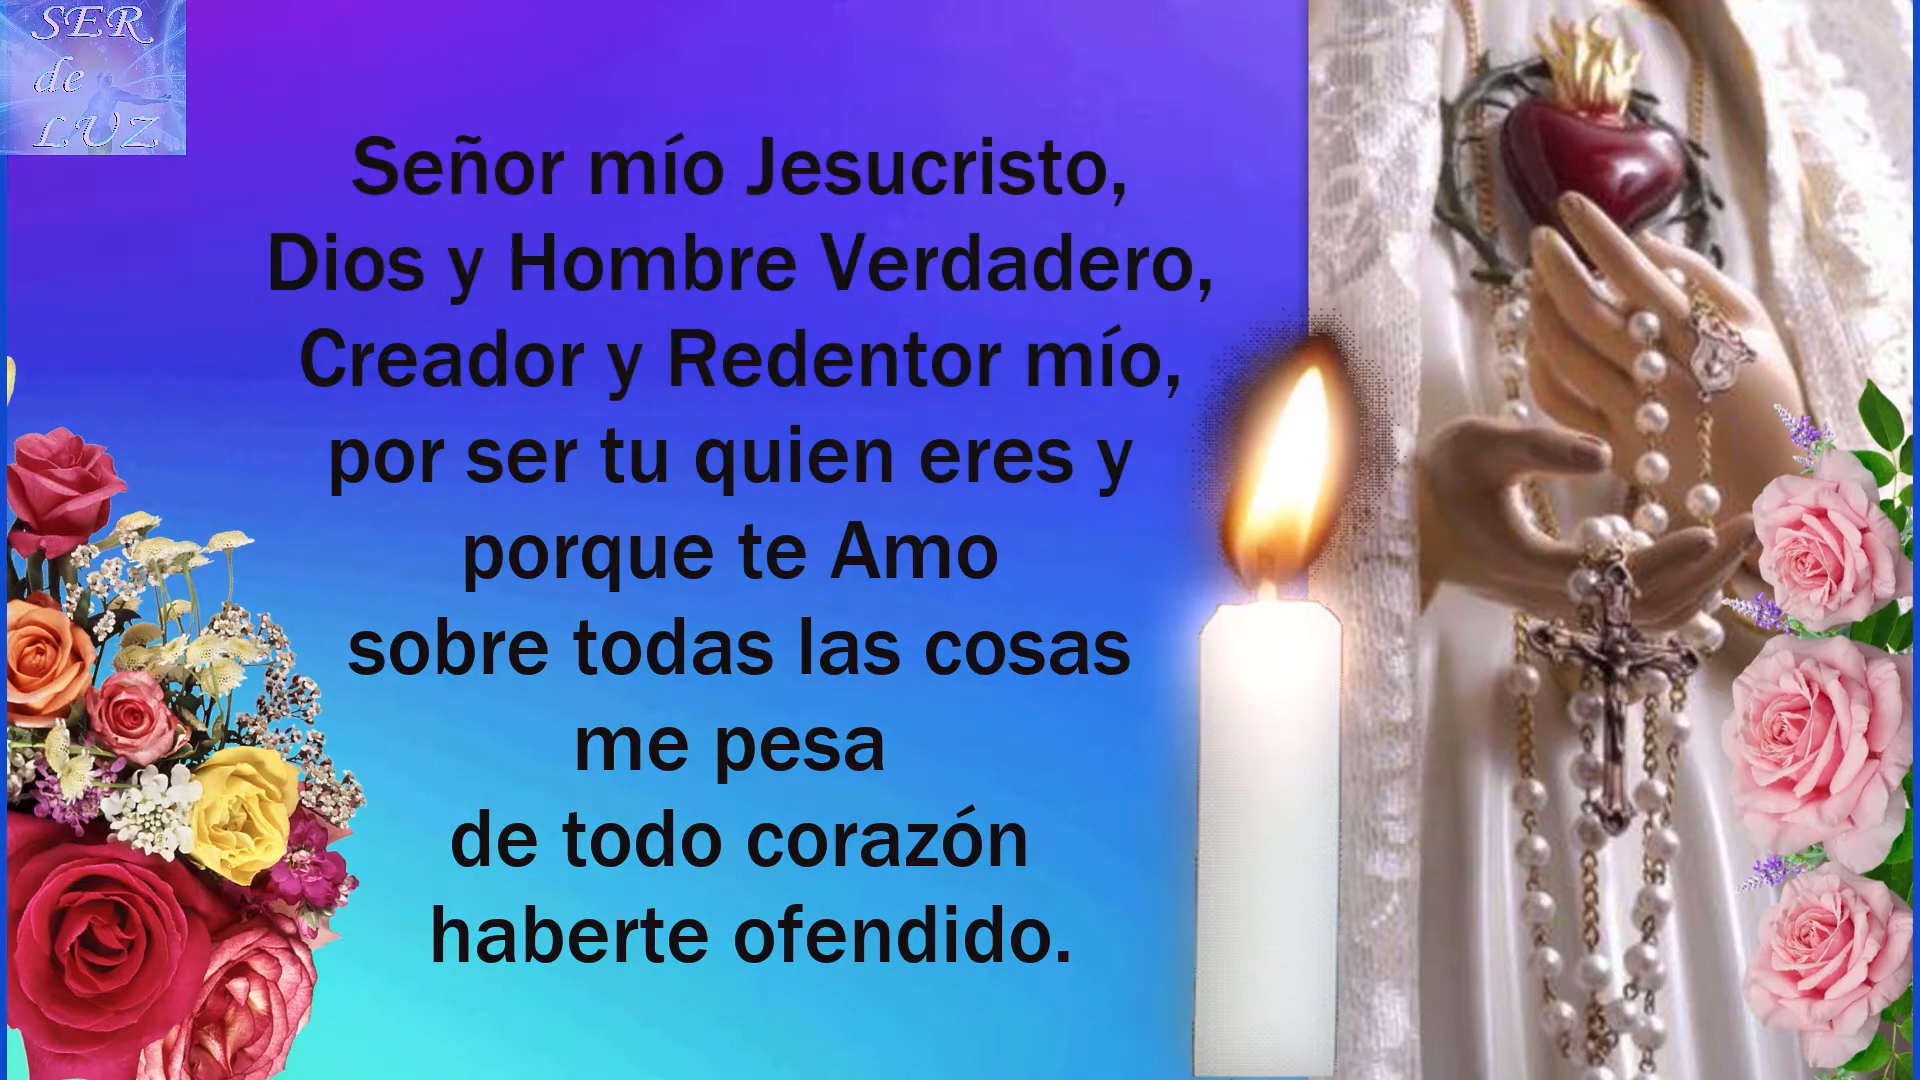 SER
de
LUZ
Señor mío Jesucristo,
Dios y Hombre Verdadero,
Creador y Redentor mío,
por ser tu quien eres y
porque te Amo
sobre todas las cosas
me pesa
de todo corazón
haberte ofendido.